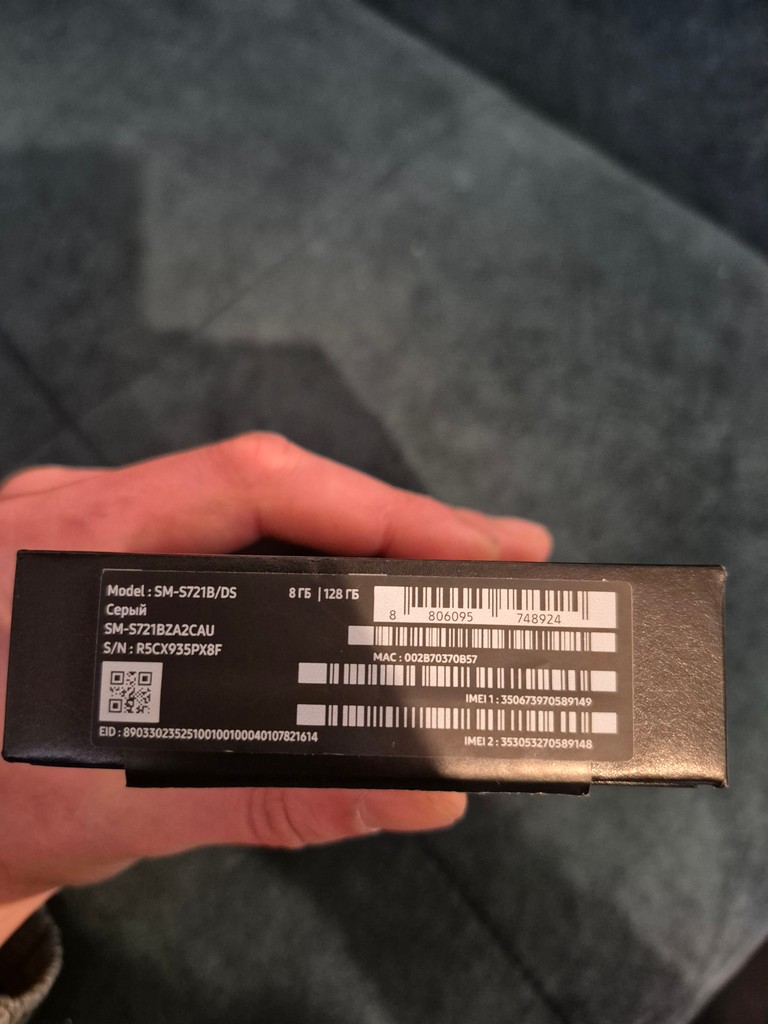 Model : SM-S721B/DS 8 ГБ | 128 ГБ
Серый
SM-S721BZA2CAU
S/N : R5CX935PX8F
8 806095 748924
MAC : 002B70370B57
IMEI 1 : 350673970589149
EID : 89033023525100100100040107821614
IMEI 2 : 353053270589148